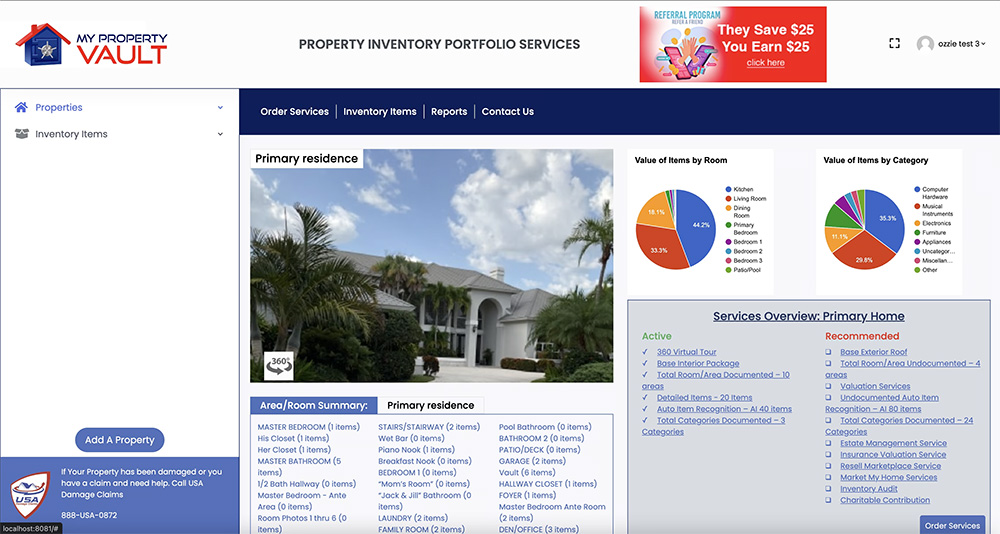 MY PROPERTY
VAULT
PROPERTY INVENTORY PORTFOLIO SERVICES
REFERRAL PROGRAM
REFER A FRIEND
They Save $25
You Earn $25
click here
ozzie test 3
Properties
Inventory Items
Add A Property
If Your Property has been damaged or you
have a claim and need help. Call USA
Damage Claims
888-USA-0872
USA
localhost:8081/#
Order Services
Inventory Items
Reports
Contact Us
Primary residence
360°
Area/Room Summary:
Primary residence
MASTER BEDROOM (1 items)
His Closet (1 items)
Her Closet (1 items)
MASTER BATHROOM (5
items)
1/2 Bath Hallway (0 items)
Master Bedroom - Ante
Area (0 items)
Room Photos 1 thru 6 (0
items)
STAIRS/STAIRWAY (2 items)
Wet Bar (0 items)
Piano Nook (1 items)
Breakfast Nook (0 items)
BEDROOM 1 (0 items)
"Mom's Room" (0 items)
"Jack & Jill" Bathroom (0
items)
LAUNDRY (2 items)
FAMILY ROOM (2 items)
Pool Bathroom (0 items)
BATHROOM 2 (0 items)
PATIO/DECK (0 items)
GARAGE (2 items)
Vault (6 items)
HALLWAY CLOSET (1 items)
FOYER (1 items)
Master Bedroom Ante Room
(2 items)
DEN/OFFICE (3 items)
Value of Items by Room
44.2%
33.3%
16.1%
Kitchen
Living Room
Dining
Room
Primary
Bedroom
Bedroom 1
Bedroom 2
Bedroom 3
Patio/Pool
Value of Items by Category
35.3%
29.8%
11.1%
Computer
Hardware
Musical
Instruments
Electronics
Furniture
Appliances
Uncategor...
Miscellan...
Other
Services Overview: Primary Home
Active
360 Virtual Tour
Base Interior Package
Total Room/Area Documented – 10
areas
Detailed Items - 20 Items
Auto Item Recognition – AI 40 items
Total Categories Documented – 3
Categories
Recommended
Base Exterior Roof
Total Room/Area Undocumented – 4
areas
Valuation Services
Undocumented Auto Item
Recognition – AI 80 items
Total Categories Documented – 24
Categories
Estate Management Service
Insurance Valuation Service
Resell Marketplace Service
Market My Home Services
Inventory Audit
Charitable Contribution
Order Services